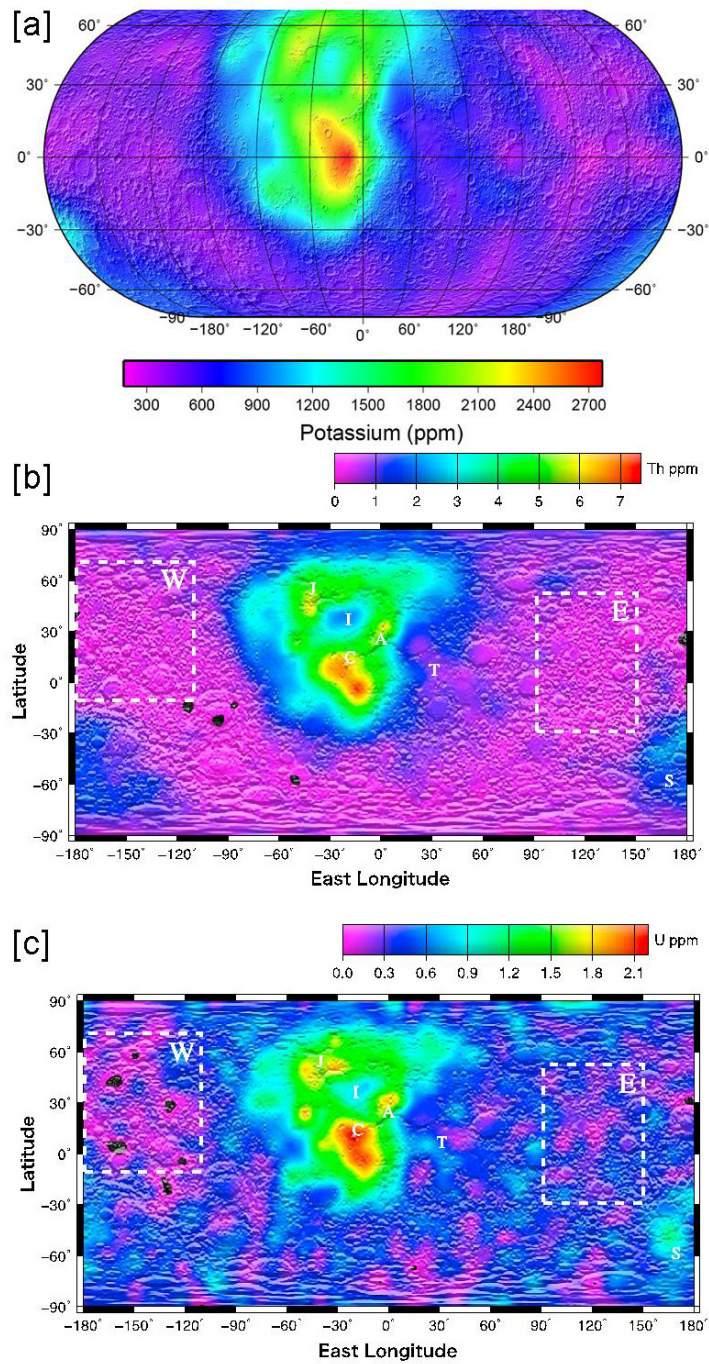 [a]
60˚ 60˚
30˚ 30˚
0˚ 0˚
−30˚ −30˚
−60˚ −60˚
−90˚ −180˚ −120˚ −60˚ 0˚ 60˚ 120˚ 180˚ −90˚
300 600 900 1200 1500 1800 2100 2400 2700
Potassium (ppm)
[b]
Th ppm
0 1 2 3 4 5 6 7
90˚
60˚
30˚
0˚
−30˚
−60˚
−90˚
Latitude
W
J
I
A
C
T
E
S
−180˚ −150˚ −120˚ −90˚ −60˚ −30˚ 0˚ 30˚ 60˚ 90˚ 120˚ 150˚ 180˚
East Longitude
[c]
U ppm
0.0 0.3 0.6 0.9 1.2 1.5 1.8 2.1
90˚
60˚
30˚
0˚
−30˚
−60˚
−90˚
Latitude
W
J
I
A
C
T
E
S
−180˚ −150˚ −120˚ −90˚ −60˚ −30˚ 0˚ 30˚ 60˚ 90˚ 120˚ 150˚ 180˚
East Longitude